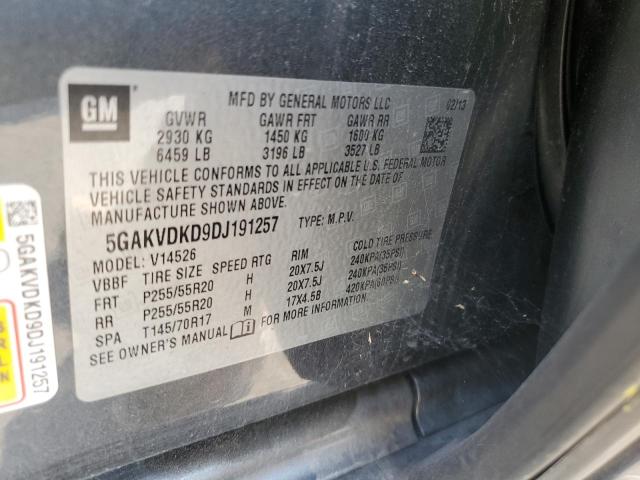 GM
MFD BY GENERAL MOTORS LLC 02/13
GVWR GAWR FRT GAWR RR
2930 KG 1450 KG 1600 KG
6459 LB 3196 LB 3527 LB
THIS VEHICLE CONFORMS TO ALL APPLICABLE U.S. FEDERAL MOTOR
VEHICLE SAFETY STANDARDS IN EFFECT ON THE DATE OF
MANUFACTURE SHOWN ABOVE.
5GAKVDKD9DJ191257 TYPE: M.P.V.
MODEL: V14526
VBBF TIRE SIZE SPEED RTG RIM COLD TIRE PRESSURE
FRT P255/55R20 H 20X7.5J 240KPA(35PSI)
RR P255/55R20 H 20X7.5J 240KPA(35PSI)
SPA T145/70R17 M 17X4.5B 420KPA(60PSI)
SEE OWNER'S MANUAL
5GAKVDKD9DJ191257